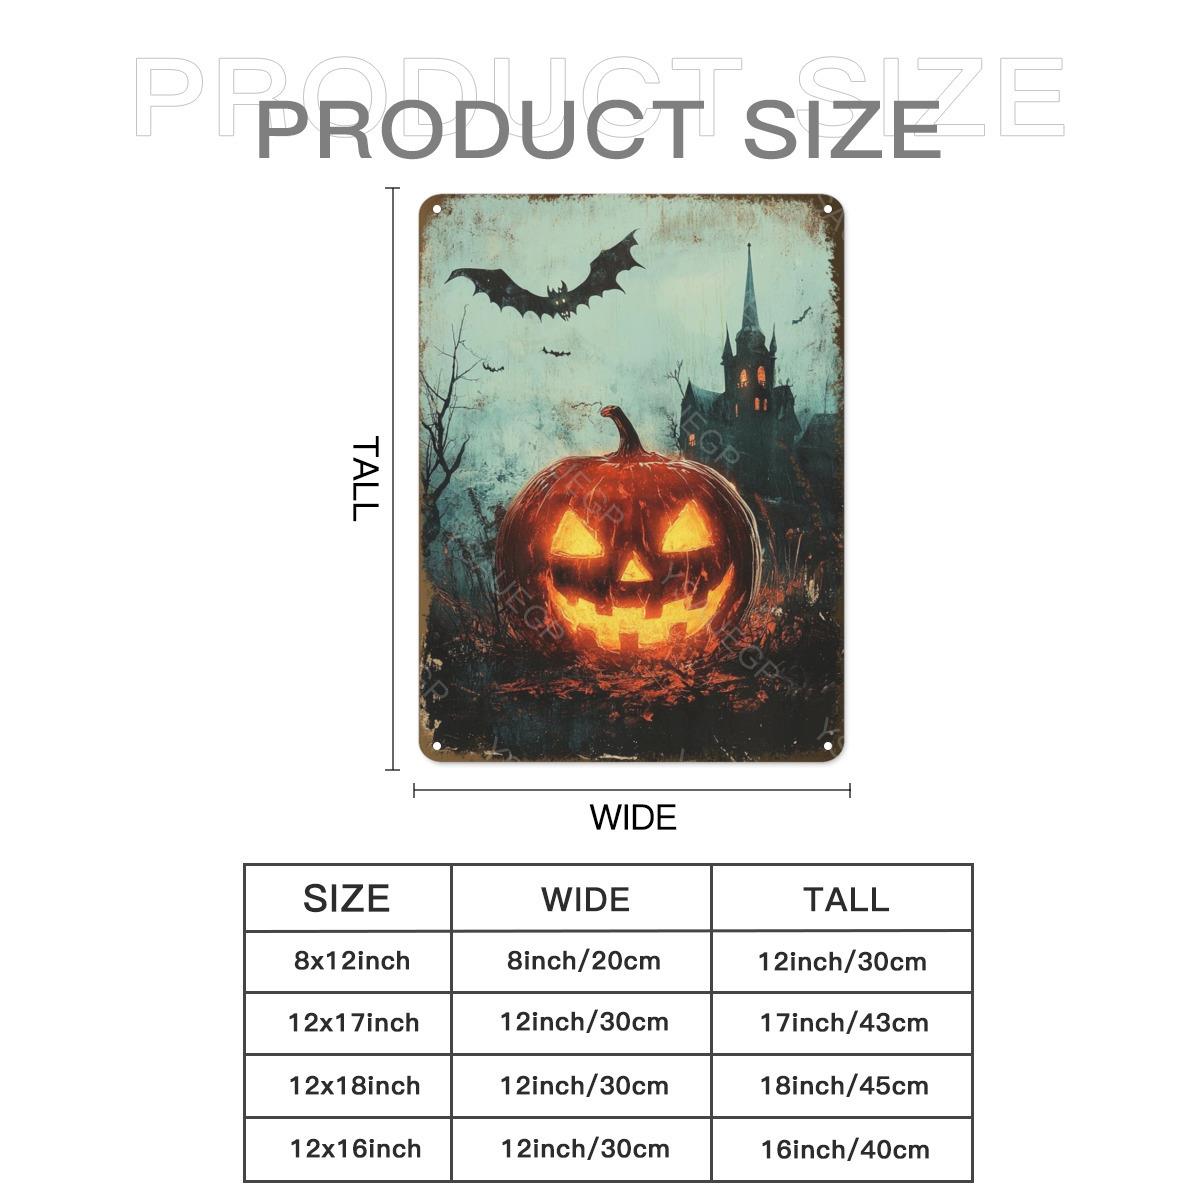 PRODUCT SIZE
PRODUCT SIZE
TALL
WIDE
SIZE WIDE TALL
8x12inch 8inch/20cm 12inch/30cm
12x17inch 12inch/30cm 17inch/43cm
12x18inch 12inch/30cm 18inch/45cm
12x16inch 12inch/30cm 16inch/40cm